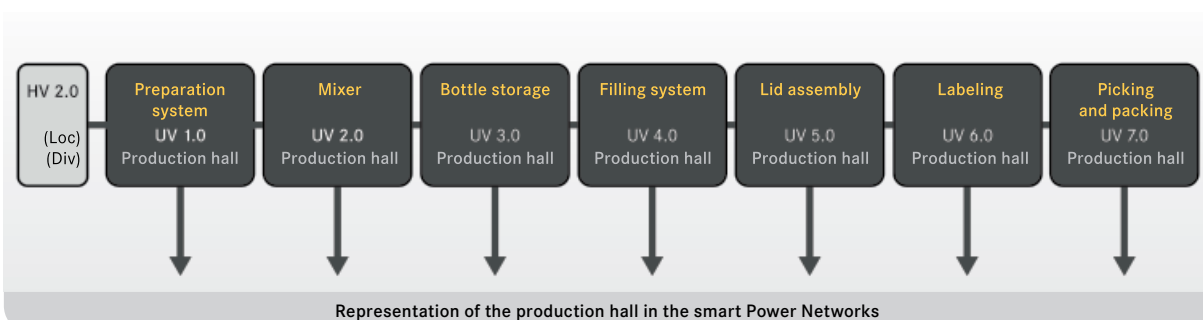 HV 2.0
(Loc)
(Div)
Preparation
system
UV 1.0
Production hall
Mixer
UV 2.0
Production hall
Bottle storage
UV 3.0
Production hall
Filling system
UV 4.0
Production hall
Lid assembly
UV 5.0
Production hall
Labeling
UV 6.0
Production hall
Picking
and packing
UV 7.0
Production hall
Representation of the production hall in the smart Power Networks